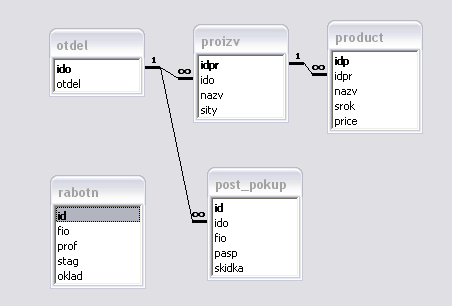 otdel
ido
otdel
1
∞
proizv
idpr
ido
nazv
sity
1
∞
product
idp
idpr
nazv
srok
price
rabotn
id
fio
prof
stag
oklad
∞
post_pokup
id
ido
fio
pasp
skidka